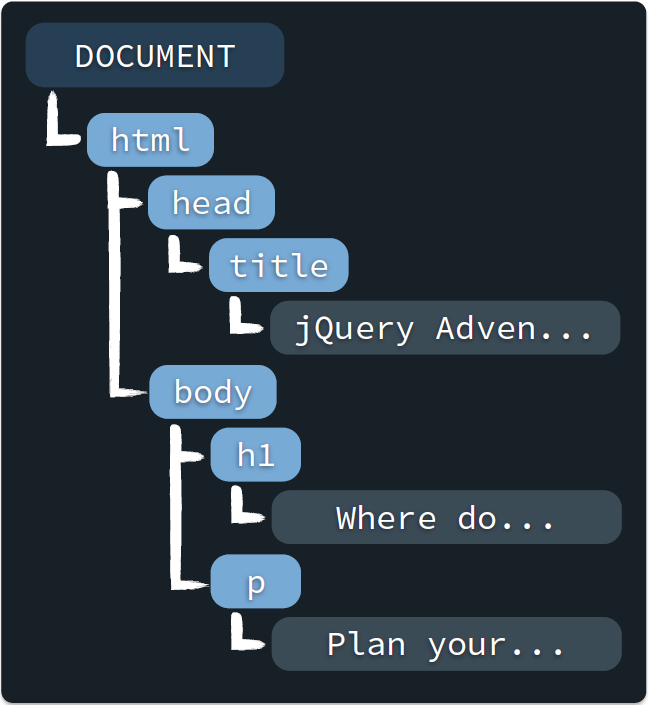 DOCUMENT
html
head
title
jQuery Adven...
body
h1
Where do...
p
Plan your...